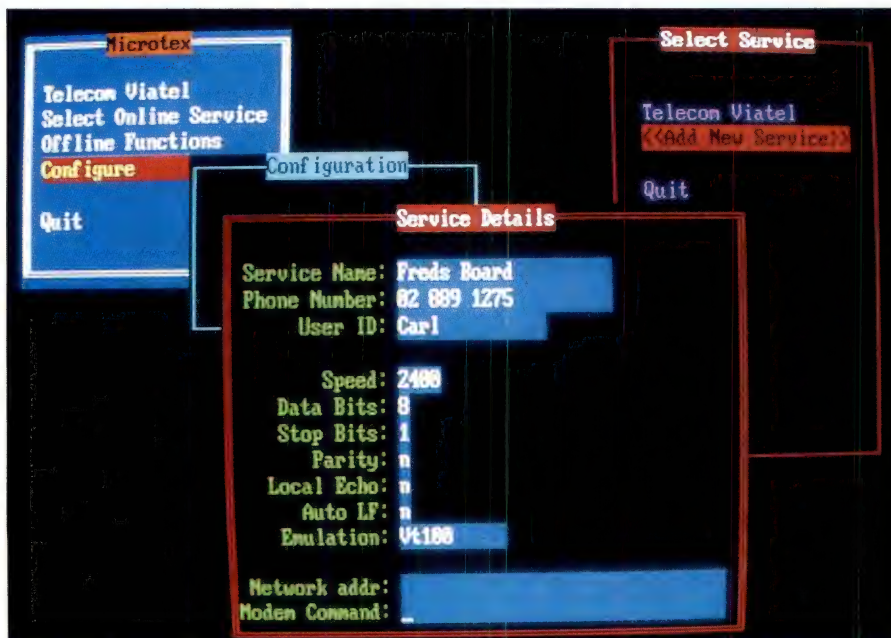 Microtex
Telecom Viatel
Select Online Service
Offline Functions
Configure
Quit
Select Service
Telecom Viatel
<<Add New Service>>
Quit
Configuration
Service Details
Service Name: Freds Board
Phone Number: 02 889 1275
User ID: Carl
Speed: 2400
Data Bits: 8
Stop Bits: 1
Parity: n
Local Echo: n
Auto LF: n
Emulation: Vt100
Network addr:
Modem Command: _